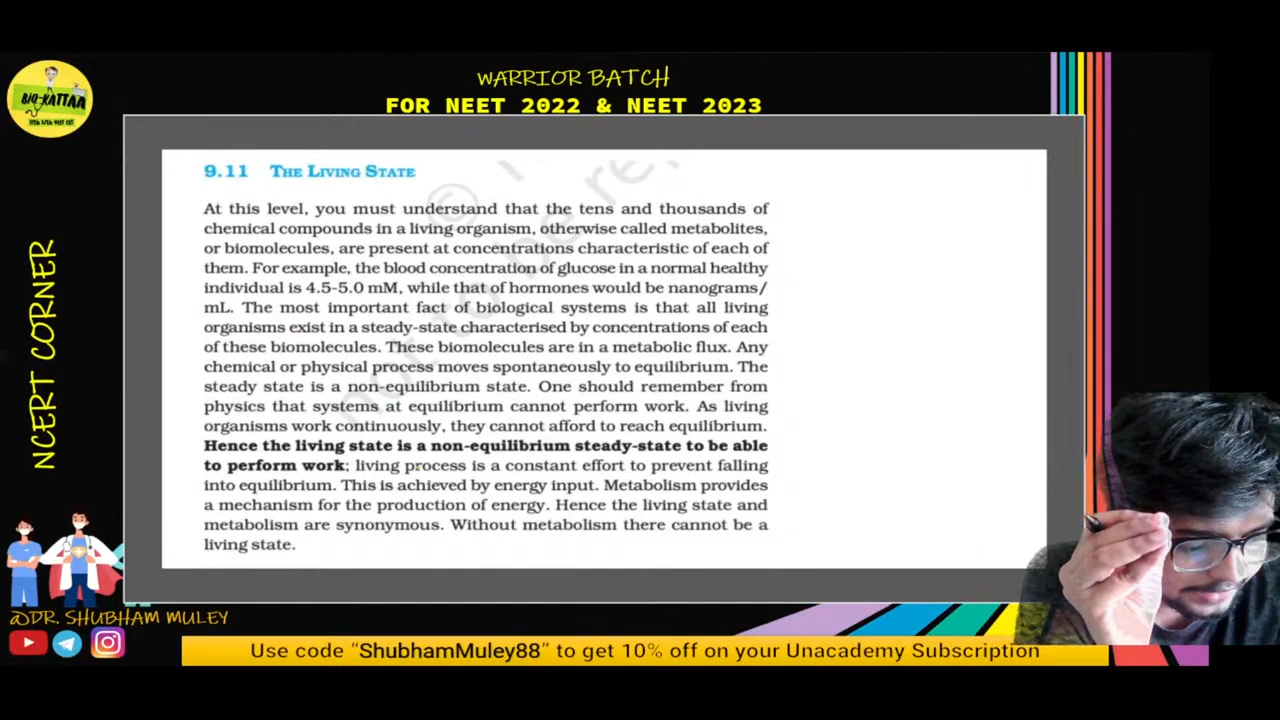 WARRIOR BATCH
FOR NEET 2022 & NEET 2023
BIO-KATTAA
NCERT CORNER
9.11 THE LIVING STATE
At this level, you must understand that the tens and thousands of
chemical compounds in a living organism, otherwise called metabolites,
or biomolecules, are present at concentrations characteristic of each of
them. For example, the blood concentration of glucose in a normal healthy
individual is 4.5-5.0 mM, while that of hormones would be nanograms/
mL. The most important fact of biological systems is that all living
organisms exist in a steady-state characterised by concentrations of each
of these biomolecules. These biomolecules are in a metabolic flux. Any
chemical or physical process moves spontaneously to equilibrium. The
steady state is a non-equilibrium state. One should remember from
physics that systems at equilibrium cannot perform work. As living
organisms work continuously, they cannot afford to reach equilibrium.
Hence the living state is a non-equilibrium steady-state to be able
to perform work; living process is a constant effort to prevent falling
into equilibrium. This is achieved by energy input. Metabolism provides
a mechanism for the production of energy. Hence the living state and
metabolism are synonymous. Without metabolism there cannot be a
living state.
©
not to be re
@DR. SHUBHAM MULEY
Use code “ShubhamMuley88” to get 10% off on your Unacademy Subscription